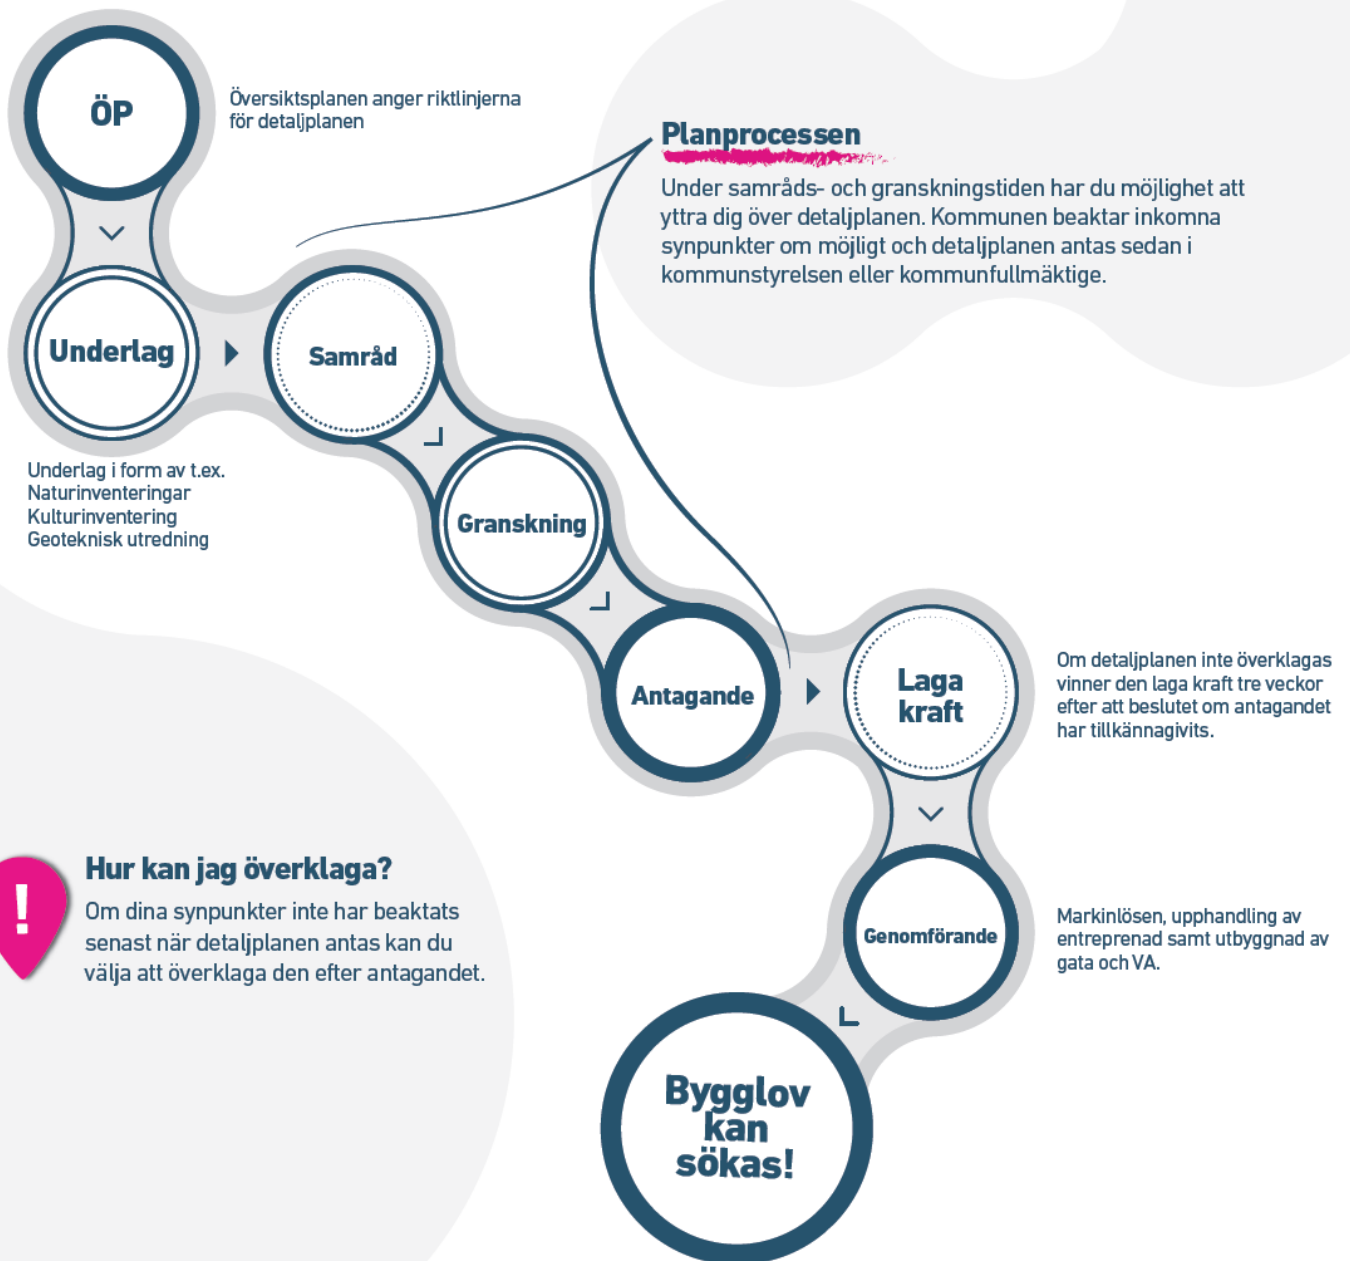 ÖP
Översiktsplanen anger riktlinjerna
för detaljplanen
Planprocessen
Under samråds- och granskningstiden har du möjlighet att
yttra dig över detaljplanen. Kommunen beaktar inkomna
synpunkter om möjligt och detaljplanen antas sedan i
kommunstyrelsen eller kommunfullmäktige.
Underlag
Underlag i form av t.ex.
Naturinventeringar
Kulturinventering
Geoteknisk utredning
Samråd
Granskning
Antagande
Laga
kraft
Om detaljplanen inte överklagas
vinner den laga kraft tre veckor
efter att beslutet om antagandet
har tillkännagivits.
!
Hur kan jag överklaga?
Om dina synpunkter inte har beaktats
senast när detaljplanen antas kan du
välja att överklaga den efter antagandet.
Genomförande
Markinlösen, upphandling av
entreprenad samt utbyggnad av
gata och VA.
Bygglov
kan
sökas!